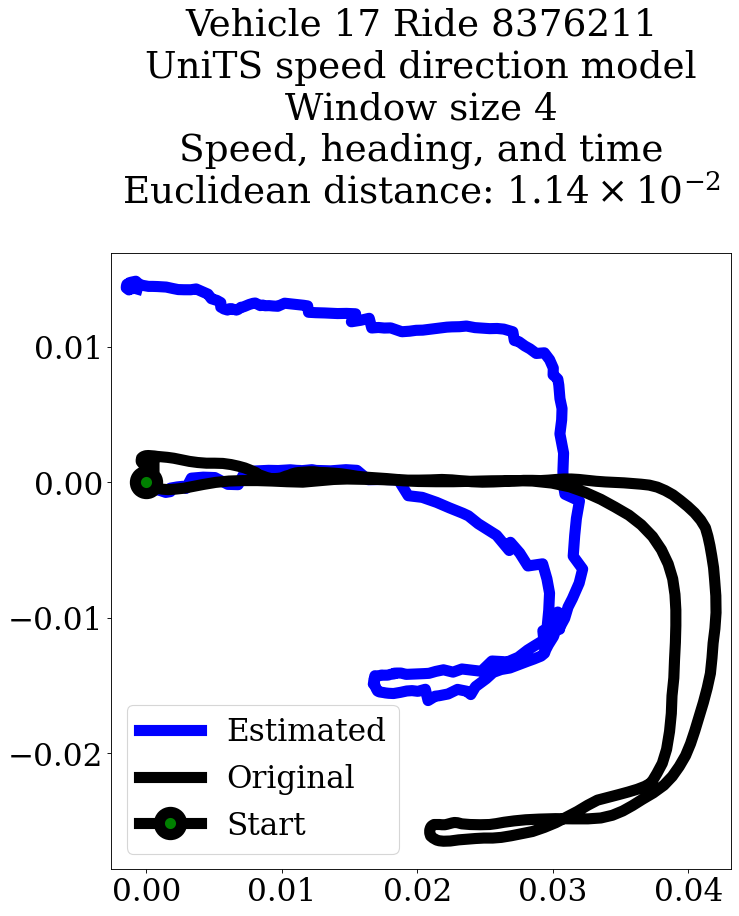 Vehicle 17 Ride 8376211
UniTS speed direction model
Window size 4
Speed, heading, and time
Euclidean distance: 1.14 × 10⁻²
0.01
0.00
−0.01
−0.02
Estimated
Original
Start
0.00 0.01 0.02 0.03 0.04